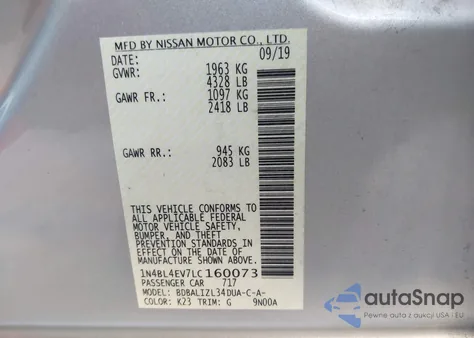 MFD BY NISSAN MOTOR CO., LTD.
DATE: 09/19
GVWR: 1963 KG
4328 LB
GAWR FR.: 1097 KG
2418 LB
GAWR RR.: 945 KG
2083 LB
THIS VEHICLE CONFORMS TO
ALL APPLICABLE FEDERAL
MOTOR VEHICLE SAFETY,
BUMPER, AND THEFT
PREVENTION STANDARDS IN
EFFECT ON THE DATE OF
MANUFACTURE SHOWN ABOVE.
1N4BL4EV7LC160073
PASSENGER CAR 717
MODEL: BDBALIZL34DUA-C-A-
COLOR: K23 TRIM: G 9N00A
autoSnap
Pewne auta z aukcji USA i EU